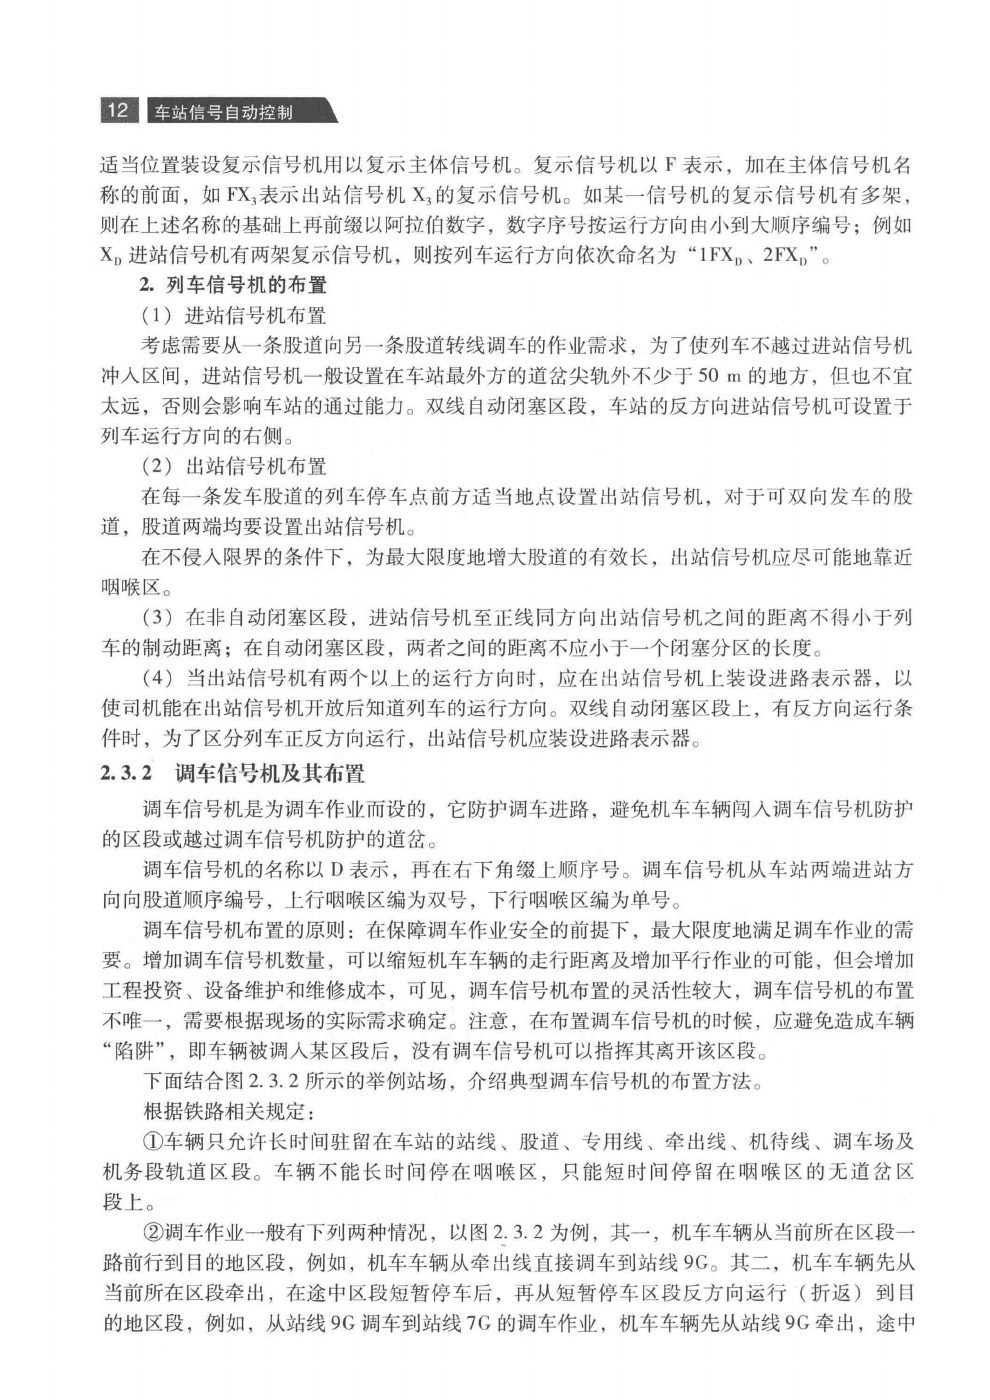 12 车站信号自动控制
适当位置装设复示信号机用以复示主体信号机。复示信号机以 F 表示，加在主体信号机名
称的前面，如 FX₃表示出站信号机 X₃的复示信号机。如某一信号机的复示信号机有多架，
则在上述名称的基础上再前缀以阿拉伯数字，数字序号按运行方向由小到大顺序编号；例如
X_D 进站信号机有两架复示信号机，则按列车运行方向依次命名为“1FX_D、2FX_D”。
2. 列车信号机的布置
（1）进站信号机布置
考虑需要从一条股道向另一条股道转线调车的作业需求，为了使列车不越过进站信号机
冲入区间，进站信号机一般设置在车站最外方的道岔尖轨外不少于 50 m 的地方，但也不宜
太远，否则会影响车站的通过能力。双线自动闭塞区段，车站的反方向进站信号机可设置于
列车运行方向的右侧。
（2）出站信号机布置
在每一条发车股道的列车停车点前方适当地点设置出站信号机，对于可双向发车的股
道，股道两端均要设置出站信号机。
在不侵入限界的条件下，为最大限度地增大股道的有效长，出站信号机应尽可能地靠近
咽喉区。
（3）在非自动闭塞区段，进站信号机至正线同方向出站信号机之间的距离不得小于列
车的制动距离；在自动闭塞区段，两者之间的距离不应小于一个闭塞分区的长度。
（4）当出站信号机有两个以上的运行方向时，应在出站信号机上装设进路表示器，以
使司机能在出站信号机开放后知道列车的运行方向。双线自动闭塞区段上，有反方向运行条
件时，为了区分列车正反方向运行，出站信号机应装设进路表示器。
2.3.2 调车信号机及其布置
调车信号机是为调车作业而设的，它防护调车进路，避免机车车辆闯入调车信号机防护
的区段或越过调车信号机防护的道岔。
调车信号机的名称以 D 表示，再在右下角缀上顺序号。调车信号机从车站两端进站方
向向股道顺序编号，上行咽喉区编为双号，下行咽喉区编为单号。
调车信号机布置的原则：在保障调车作业安全的前提下，最大限度地满足调车作业的需
要。增加调车信号机数量，可以缩短机车车辆的走行距离及增加平行作业的可能，但会增加
工程投资、设备维护和维修成本，可见，调车信号机布置的灵活性较大，调车信号机的布置
不唯一，需要根据现场的实际需求确定。注意，在布置调车信号机的时候，应避免造成车辆
“陷阱”，即车辆被调入某区段后，没有调车信号机可以指挥其离开该区段。
下面结合图 2.3.2 所示的举例站场，介绍典型调车信号机的布置方法。
根据铁路相关规定：
①车辆只允许长时间驻留在车站的站线、股道、专用线、牵出线、机待线、调车场及
机务段轨道区段。车辆不能长时间停在咽喉区，只能短时间停留在咽喉区的无道岔区
段上。
②调车作业一般有下列两种情况，以图 2.3.2 为例，其一，机车车辆从当前所在区段一
路前行到目的地区段，例如，机车车辆从牵出线直接调车到站线 9G。其二，机车车辆先从
当前所在区段牵出，在途中区段短暂停车后，再从短暂停车区段反方向运行（折返）到目
的地区段，例如，从站线 9G 调车到站线 7G 的调车作业，机车车辆先从站线 9G 牵出，途中